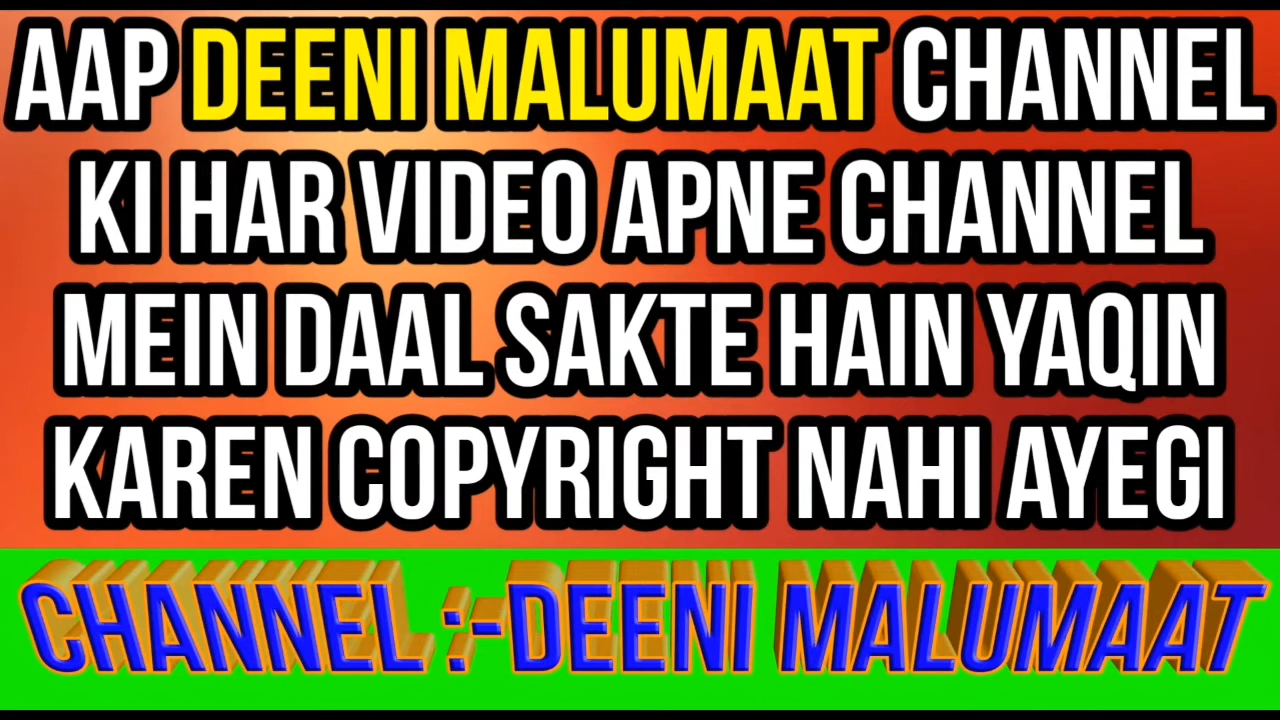 AAP DEENI MALUMAAT CHANNEL
KI HAR VIDEO APNE CHANNEL
MEIN DAAL SAKTE HAIN YAQIN
KAREN COPYRIGHT NAHI AYEGI
CHANNEL :-DEENI MALUMAAT